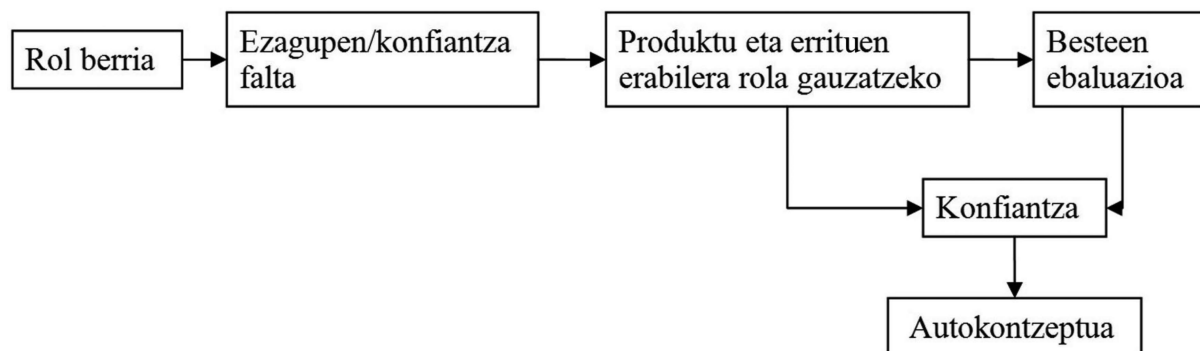 Rol berria
Ezagupen/konfiantza
falta
Produktu eta errituen
erabilera rola gauzatzeko
Besteen
ebaluazioa
Konfiantza
Autokontzeptua